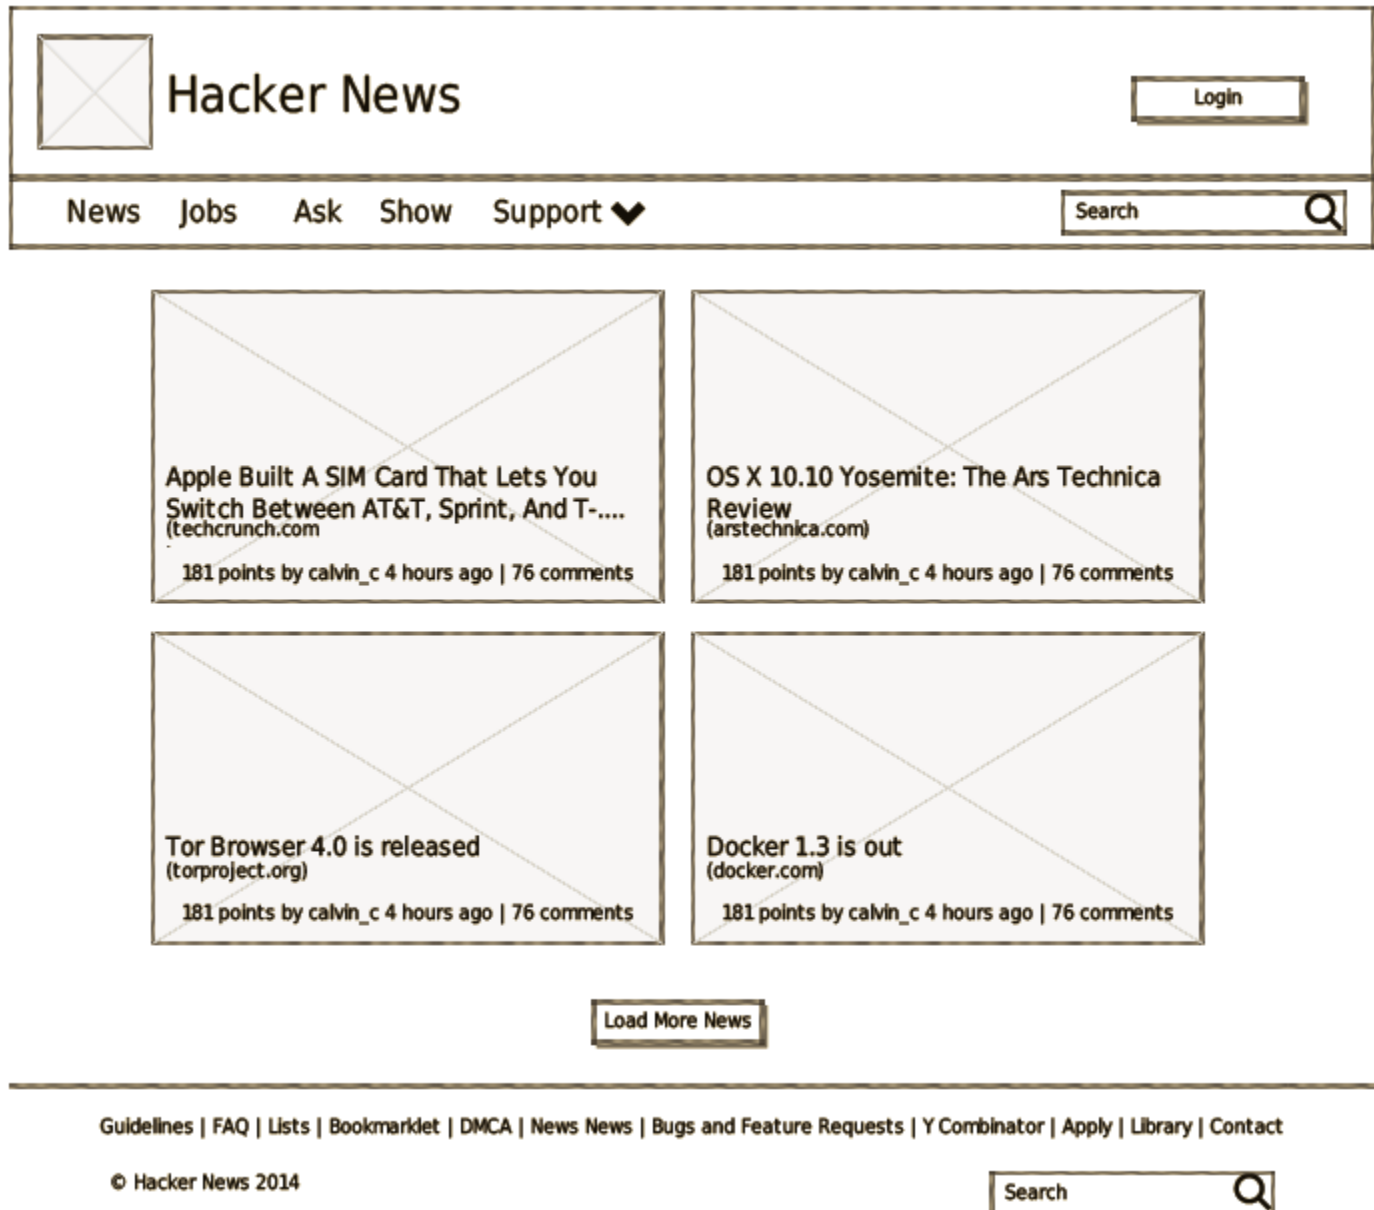 Hacker News
Login
News Jobs Ask Show Support
Search
Apple Built A SIM Card That Lets You
Switch Between AT&T, Sprint, And T-....
(techcrunch.com
181 points by calvin_c 4 hours ago | 76 comments
OS X 10.10 Yosemite: The Ars Technica
Review
(arstechnica.com)
181 points by calvin_c 4 hours ago | 76 comments
Tor Browser 4.0 is released
(torproject.org)
181 points by calvin_c 4 hours ago | 76 comments
Docker 1.3 is out
(docker.com)
181 points by calvin_c 4 hours ago | 76 comments
Load More News
Guidelines | FAQ | Lists | Bookmarklet | DMCA | News News | Bugs and Feature Requests | Y Combinator | Apply | Library | Contact
© Hacker News 2014
Search